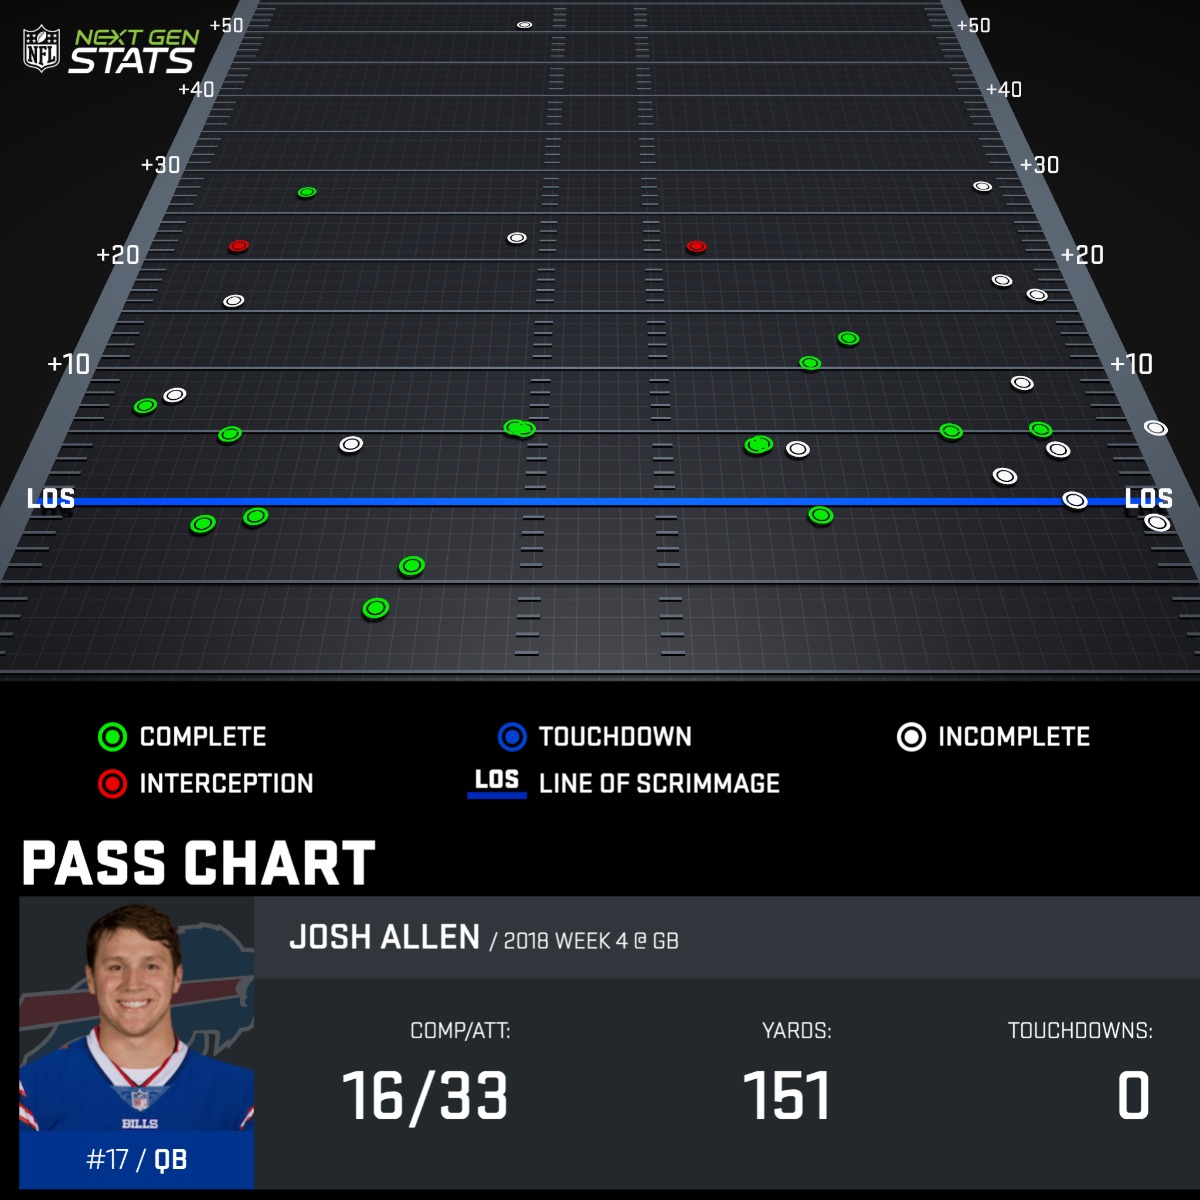 NFL NEXT GEN
STATS
+50 +50
+40 +40
+30 +30
+20 +20
+10 +10
LOS LOS
COMPLETE TOUCHDOWN INCOMPLETE
INTERCEPTION LOS LINE OF SCRIMMAGE
PASS CHART
JOSH ALLEN / 2018 WEEK 4 @ GB
COMP/ATT: YARDS: TOUCHDOWNS:
16/33 151 0
BILLS
#17 / QB